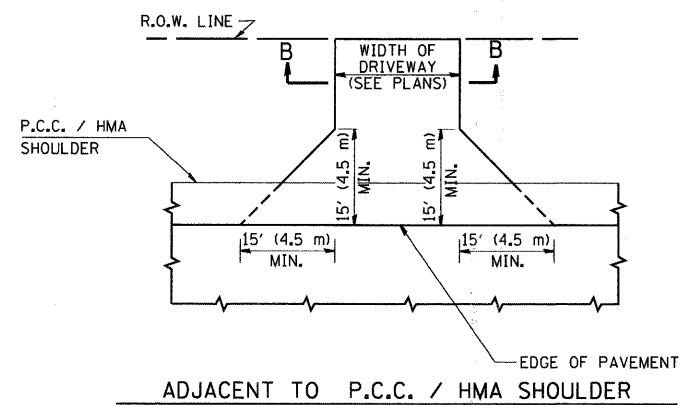 R.O.W. LINE
B
WIDTH OF
DRIVEWAY
(SEE PLANS)
B
P.C.C. / HMA
SHOULDER
15' (4.5 m)
MIN.
15' (4.5 m)
MIN.
15' (4.5 m)
MIN.
15' (4.5 m)
MIN.
EDGE OF PAVEMENT
ADJACENT TO P.C.C. / HMA SHOULDER